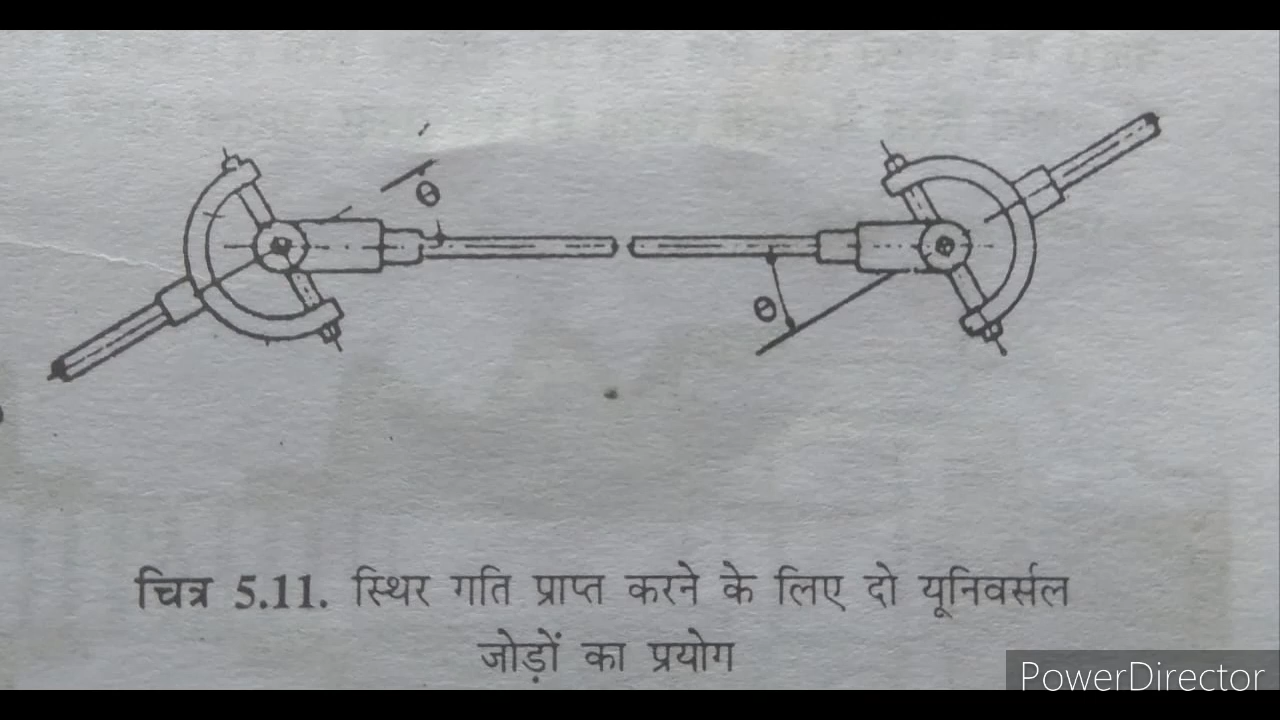 θ
θ
चित्र 5.11. स्थिर गति प्राप्त करने के लिए दो यूनिवर्सल
जोड़ों का प्रयोग
PowerDirector